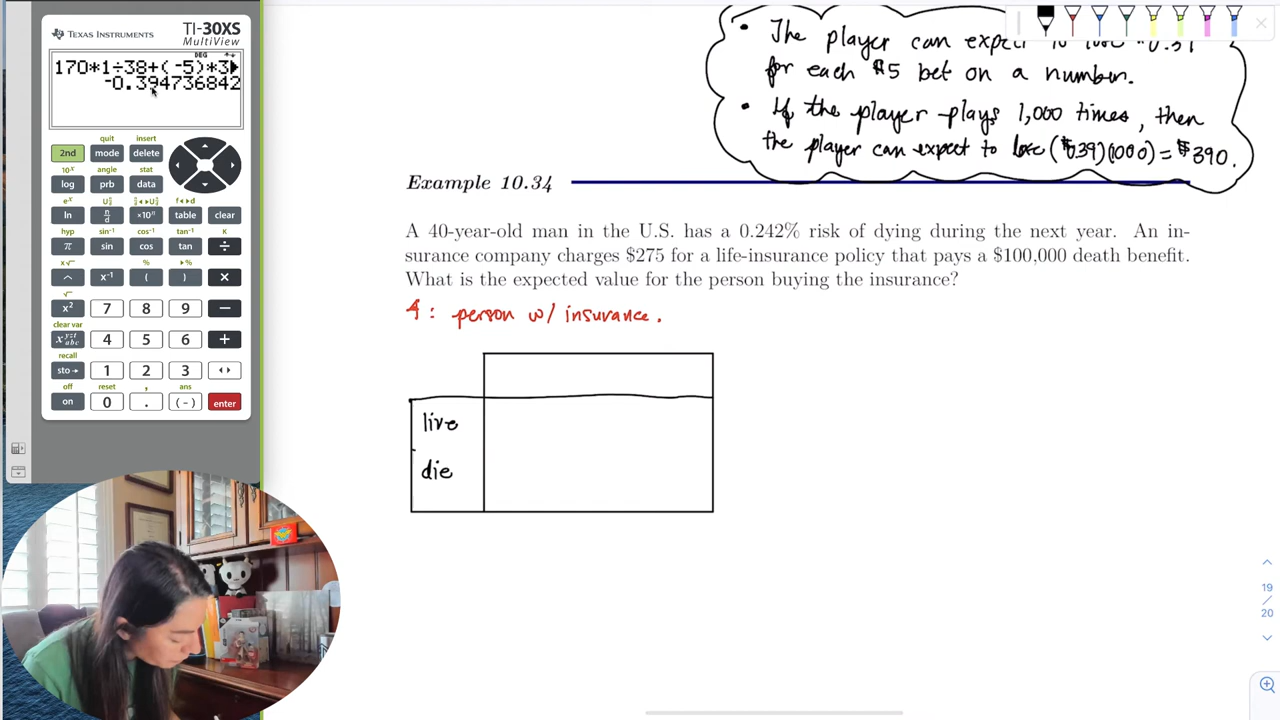 TEXAS INSTRUMENTS
TI-30XS
MultiView
DEG
170*1÷38+(-5)*3
-0.394736842
quit insert
2nd mode delete
10ˣ angle stat
log prb data
eˣ
ln n/d ×10ⁿ table clear
hyp sin⁻¹ cos⁻¹ tan⁻¹ K
π sin cos tan ÷
% ►%
^ x⁻¹ ( ) ×
√
x² 7 8 9 −
clear var
xyzt abc 4 5 6 +
recall
sto→ 1 2 3
off reset , ans
on 0 . (-) enter
• The player can expect to lose
for each $5 bet on a number.
• If the player plays 1,000 times, then
the player can expect to lose ($0.39)(1000) = $390.
Example 10.34
A 40-year-old man in the U.S. has a 0.242% risk of dying during the next year. An in-
surance company charges $275 for a life-insurance policy that pays a $100,000 death benefit.
What is the expected value for the person buying the insurance?
: person w/ insurance.
live
die
19
/
20